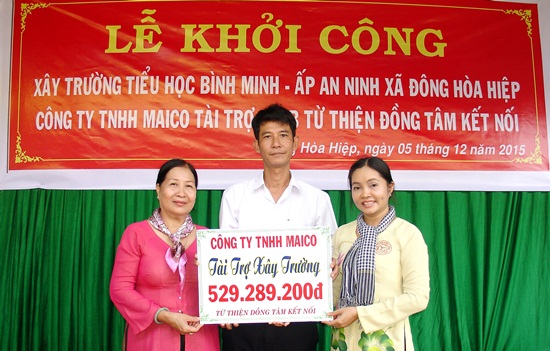 LỄ KHỞI CÔNG
XÂY TRƯỜNG TIỂU HỌC BÌNH MINH - ẤP AN NINH XÃ ĐÔNG HÒA HIỆP
CÔNG TY TNHH MAICO TÀI TRỢ TỪ THIỆN ĐỒNG TÂM KẾT NỐI
Hòa Hiệp, ngày 05 tháng 12 năm 2015
CÔNG TY TNHH MAICO
Tài Trợ Xây Trường
529.289.200đ
TỪ THIỆN ĐỒNG TÂM KẾT NỐI